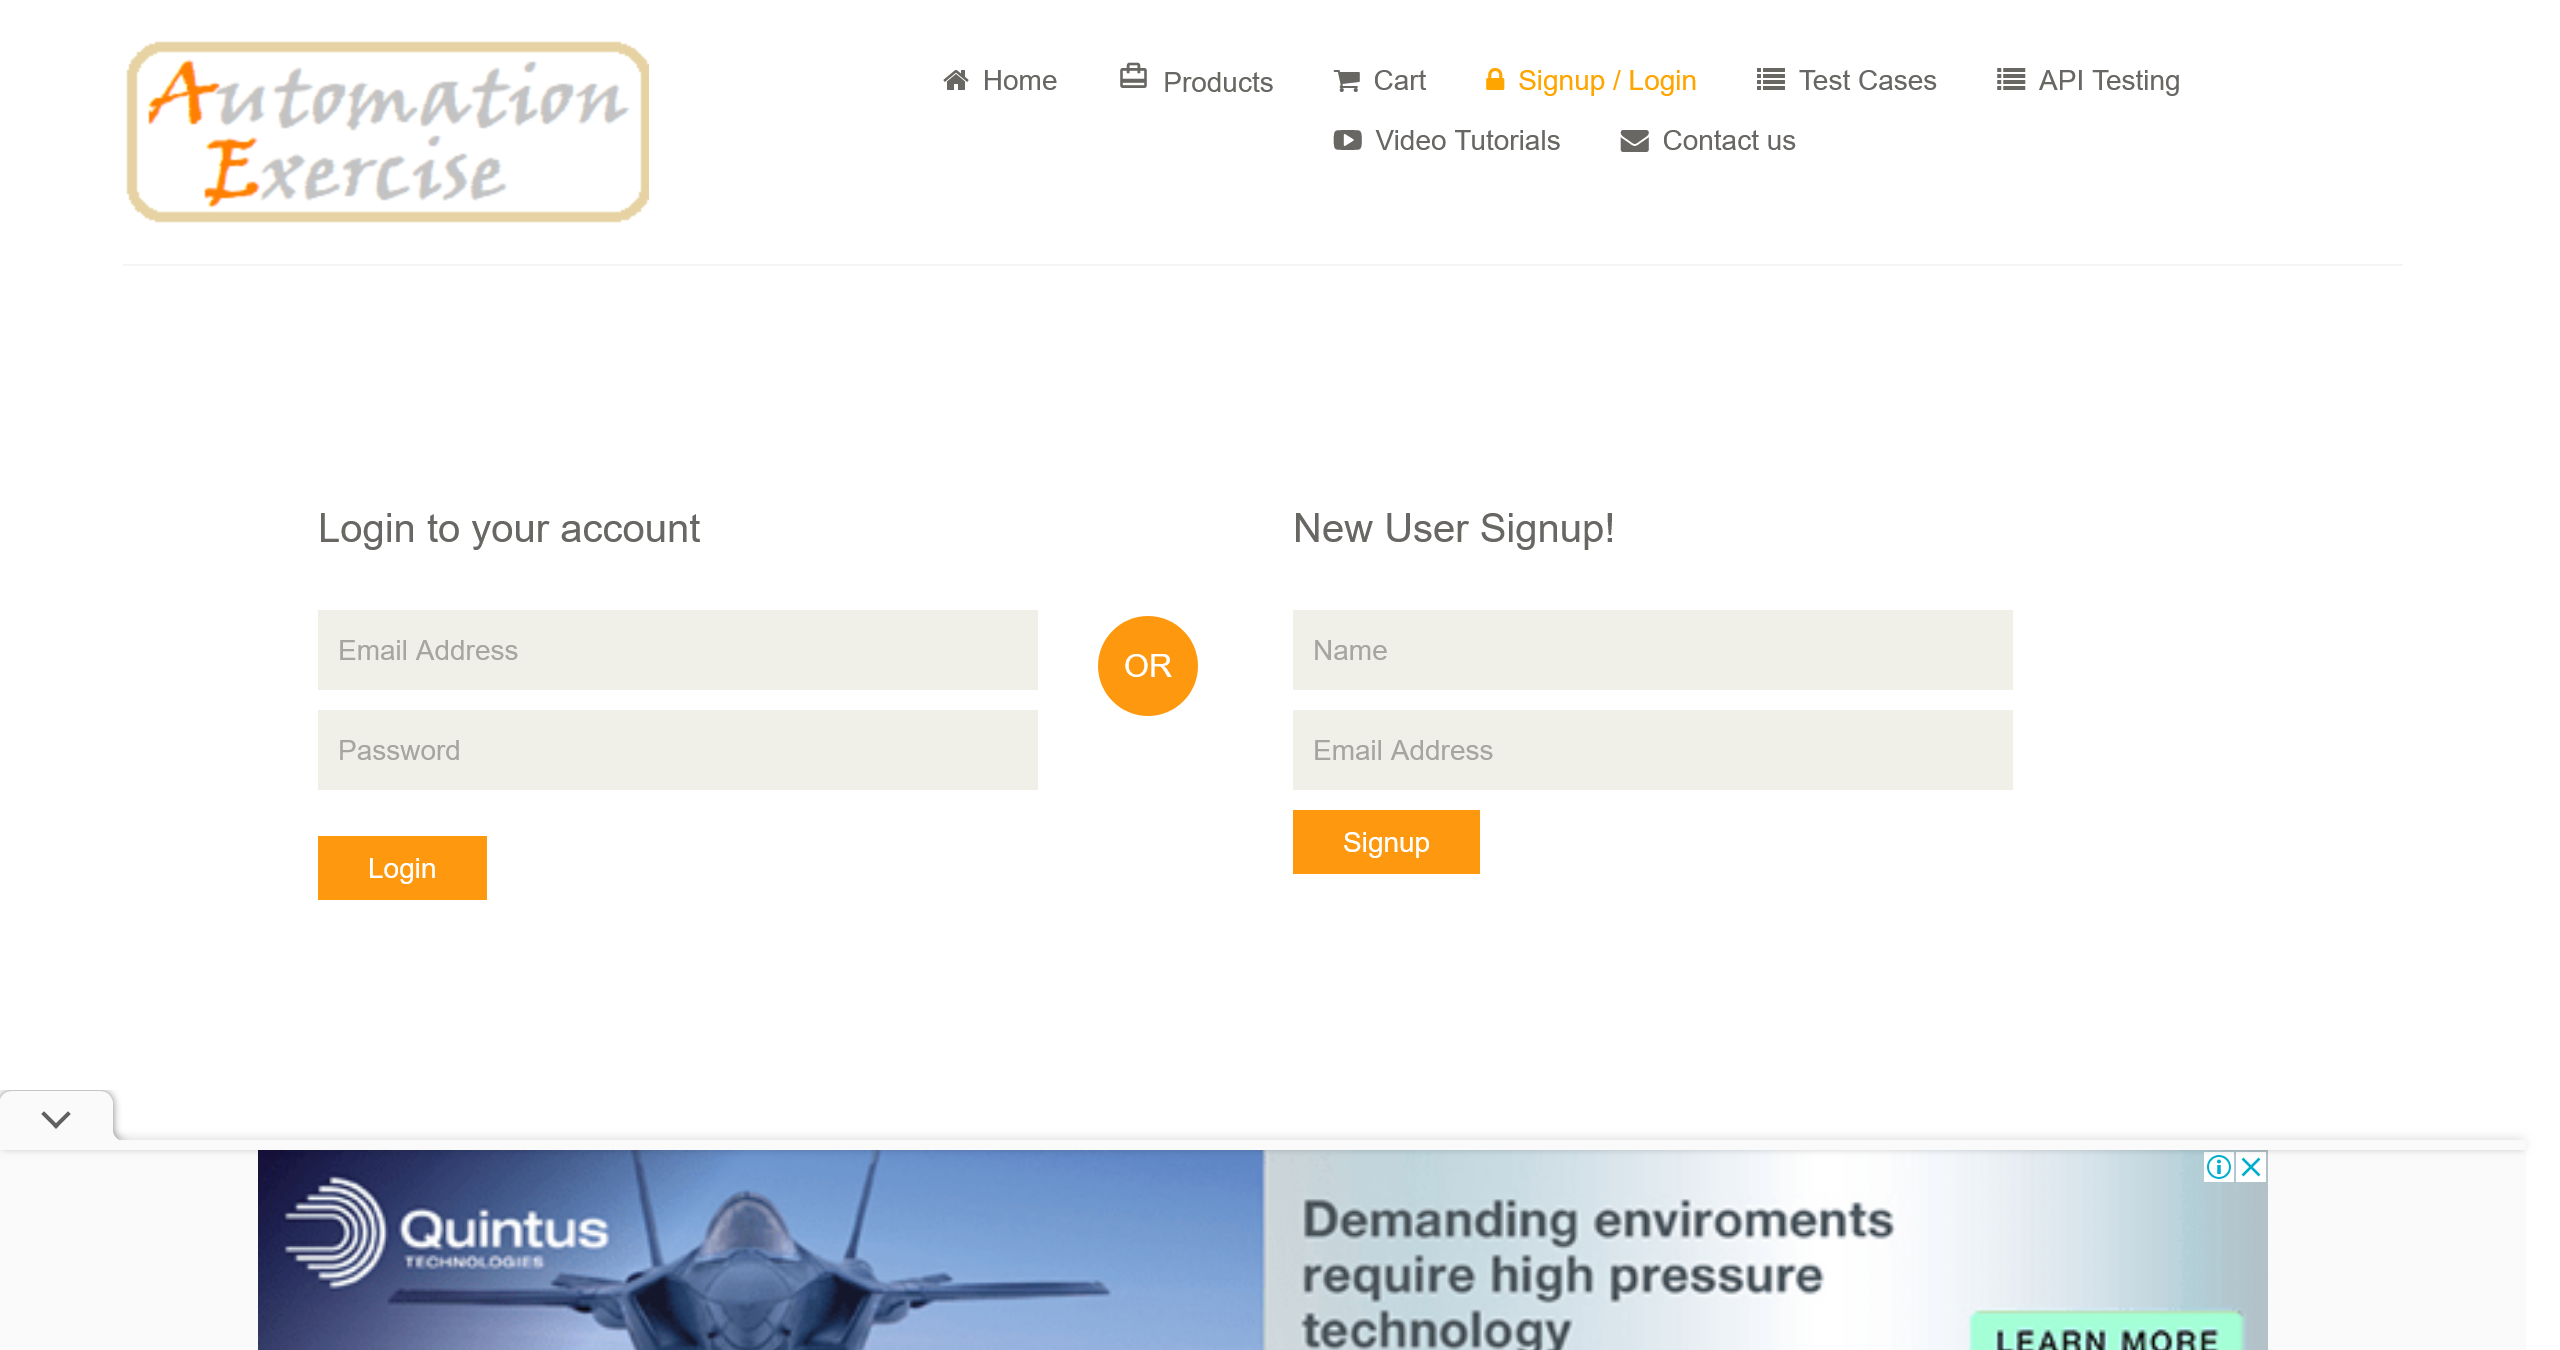 Automation
Exercise
Home Products Cart Signup / Login Test Cases API Testing
Video Tutorials Contact us
Login to your account
Email Address
Password
Login
OR
New User Signup!
Name
Email Address
Signup
Quintus
TECHNOLOGIES
Demanding enviroments
require high pressure
technology
LEARN MORE